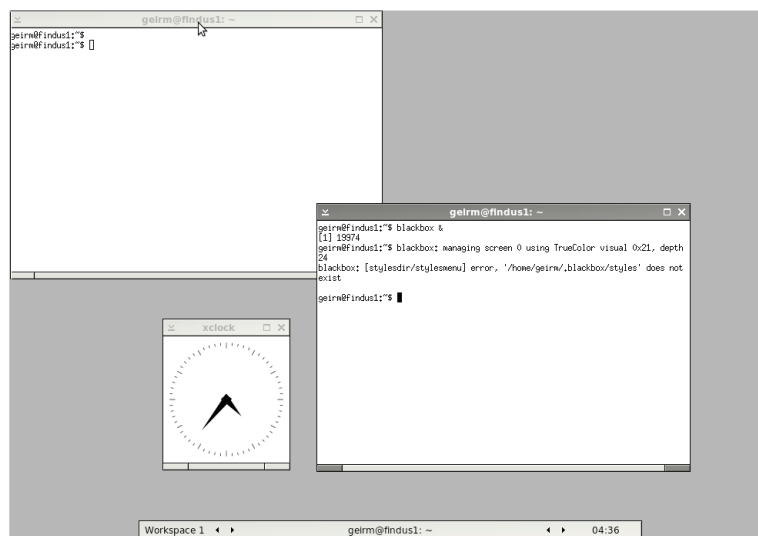 geirm@findus1: ~
geirm@findus1:~$
geirm@findus1:~$
geirm@findus1: ~
geirm@findus1:~$ blackbox &
[1] 19974
geirm@findus1:~$ blackbox: managing screen 0 using TrueColor visual 0x21, depth
24
blackbox: [stylesdir/stylesmenu] error, '/home/geirm/.blackbox/styles' does not
exist
geirm@findus1:~$
xclock
Workspace 1 geirm@findus1: ~ 04:36